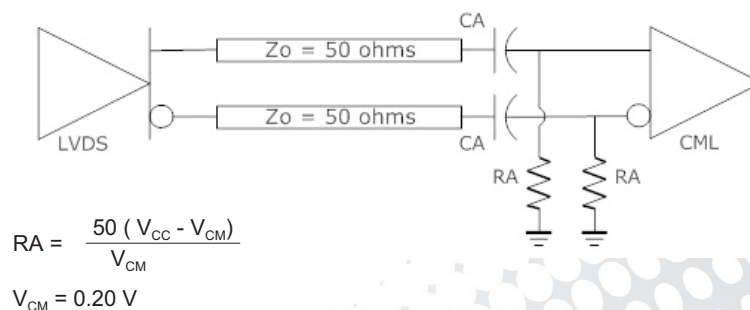 CA
Zo = 50 ohms
Zo = 50 ohms
LVDS
CA
CML
RA
RA
RA = 50 ( VCC - VCM) / VCM
VCM = 0.20 V